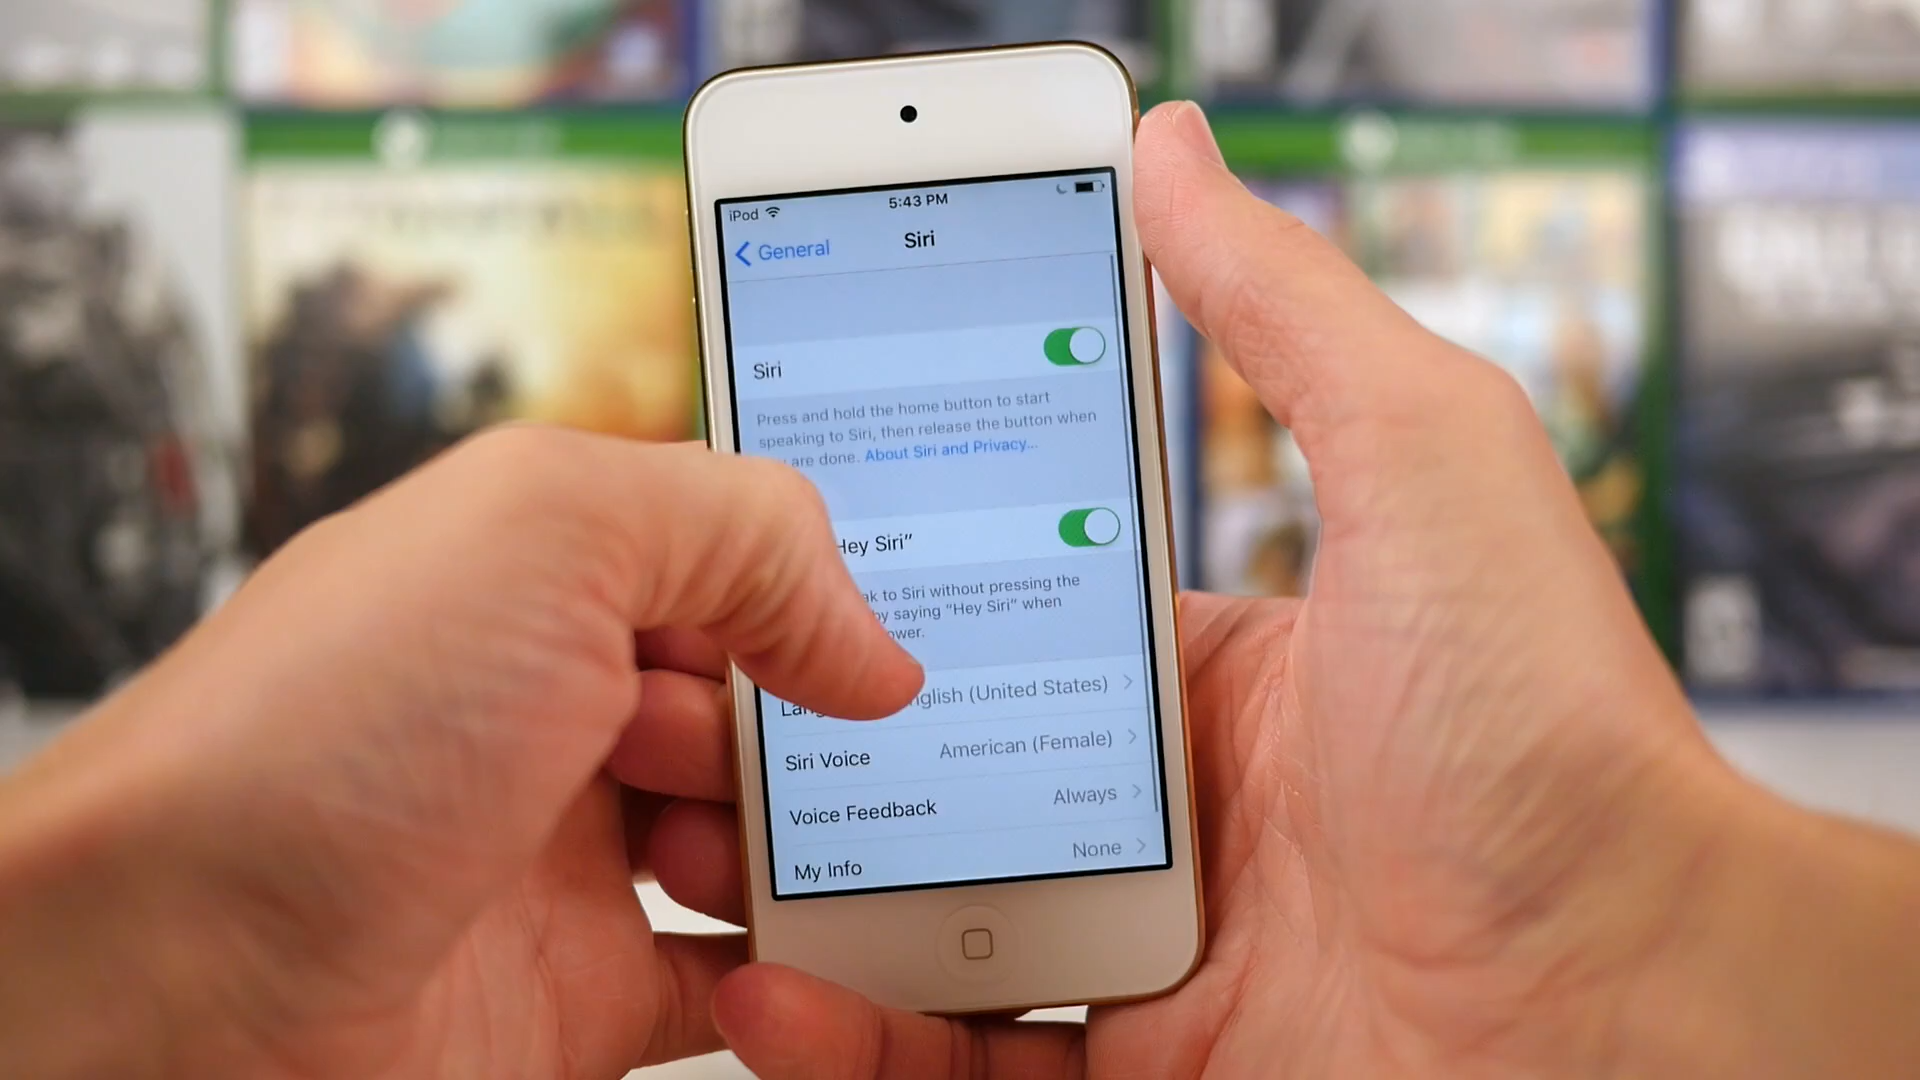 iPod 5:43 PM
General Siri
Siri
Press and hold the home button to start
speaking to Siri, then release the button when
are done. About Siri and Privacy...
Hey Siri”
to Siri without pressing the
by saying “Hey Siri” when
English (United States)
Siri Voice American (Female)
Voice Feedback Always
My Info None